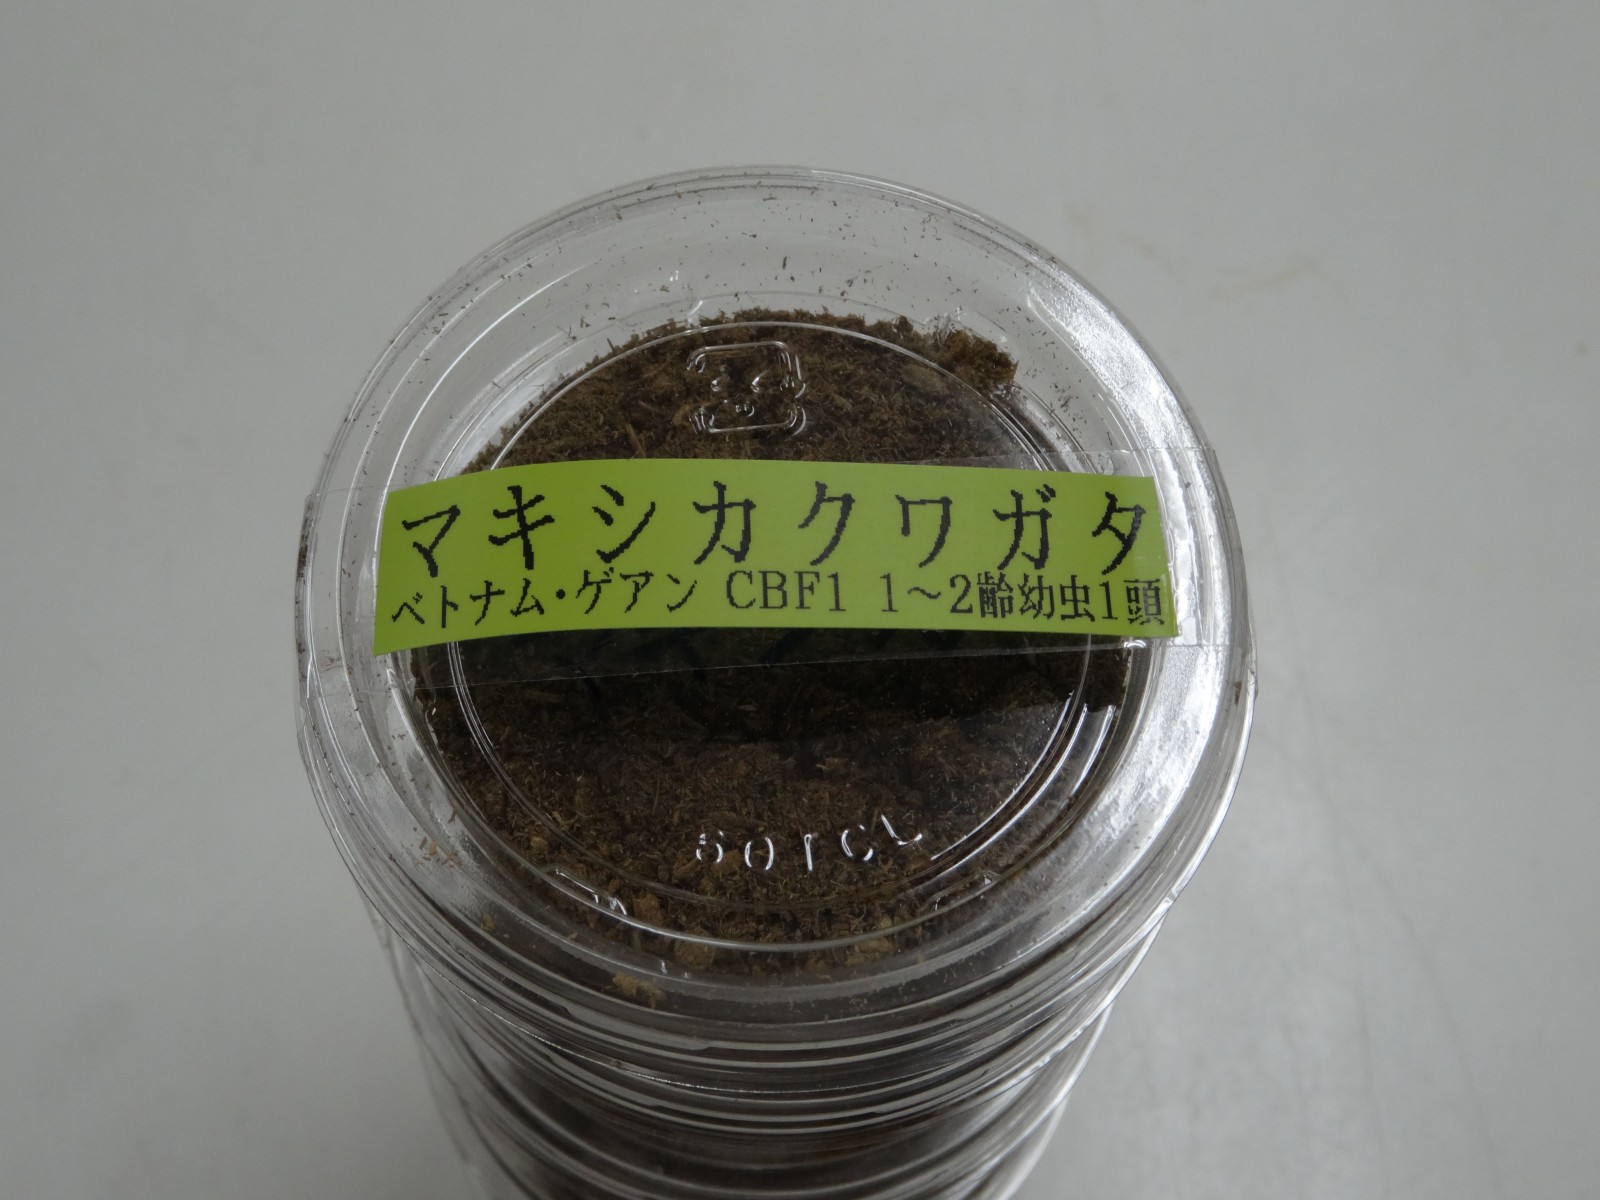 マキシカクワガタ
ベトナム・ゲアン CBF1 1～2齢幼虫1頭
601CL